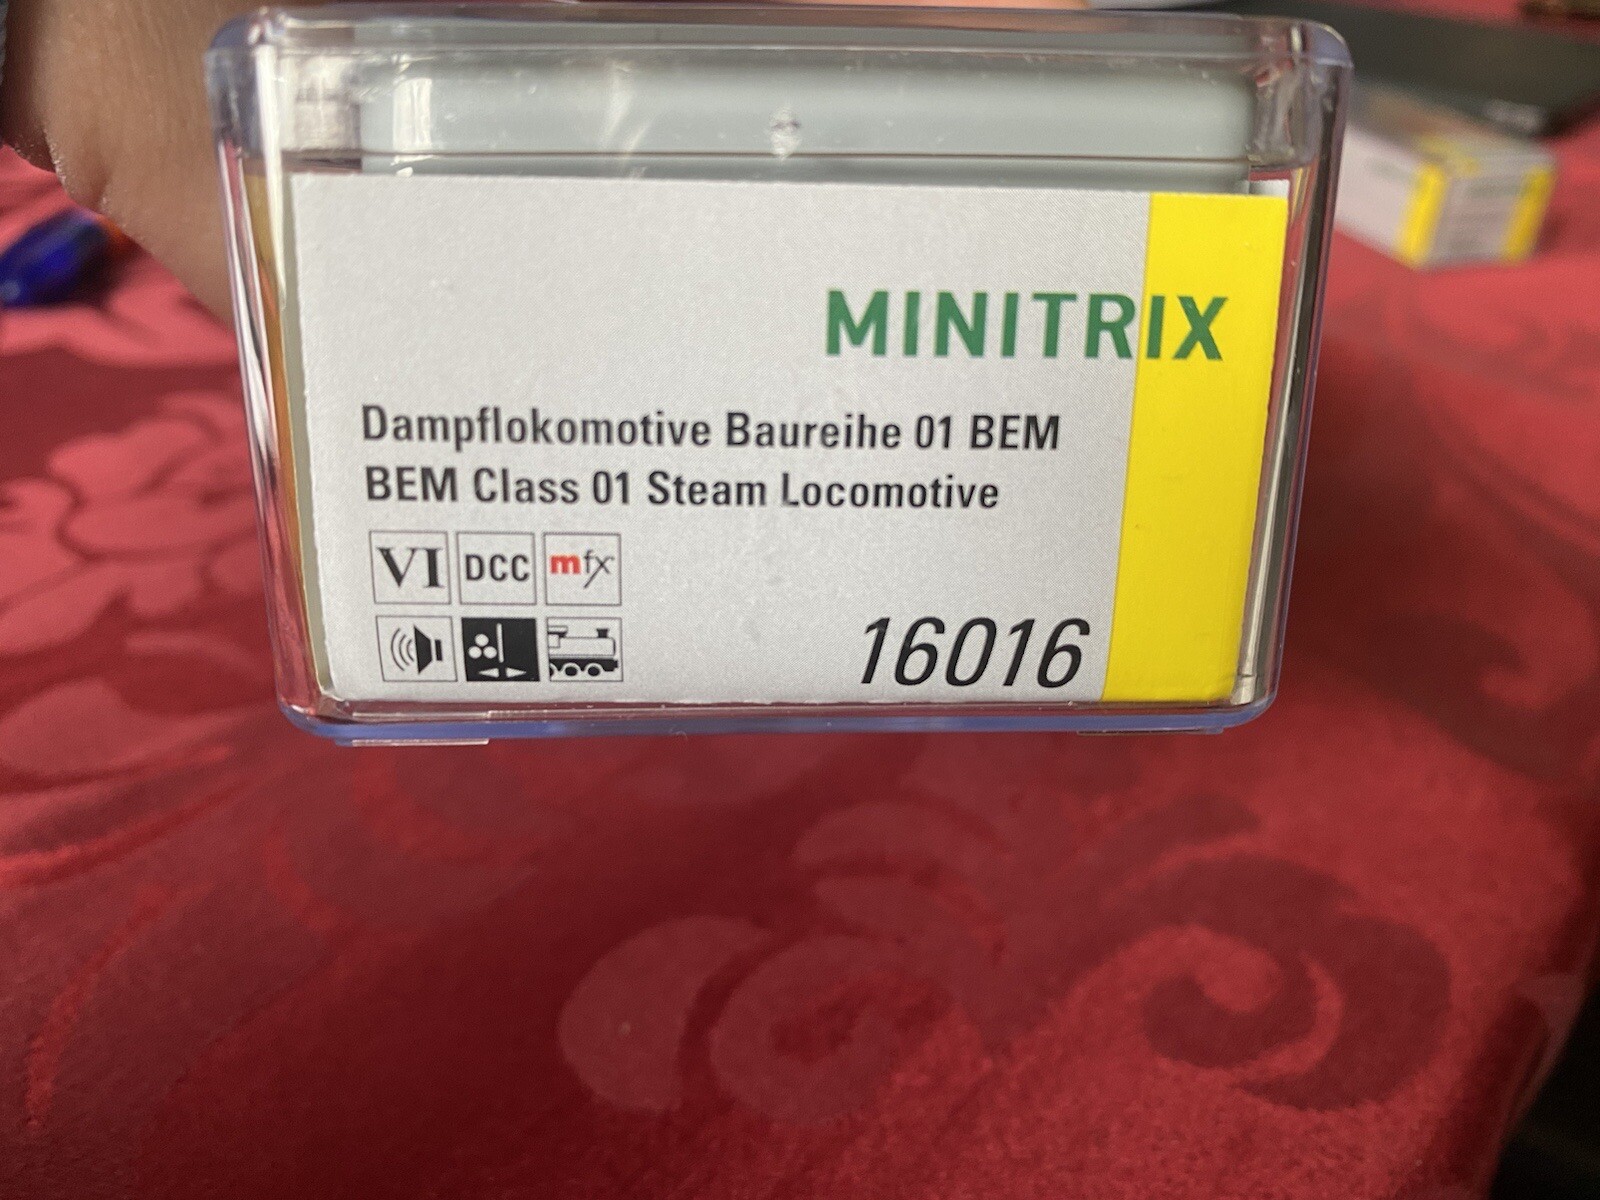 MINITRIX
Dampflokomotive Baureihe 01 BEM
BEM Class 01 Steam Locomotive
VI DCC mfx
16016